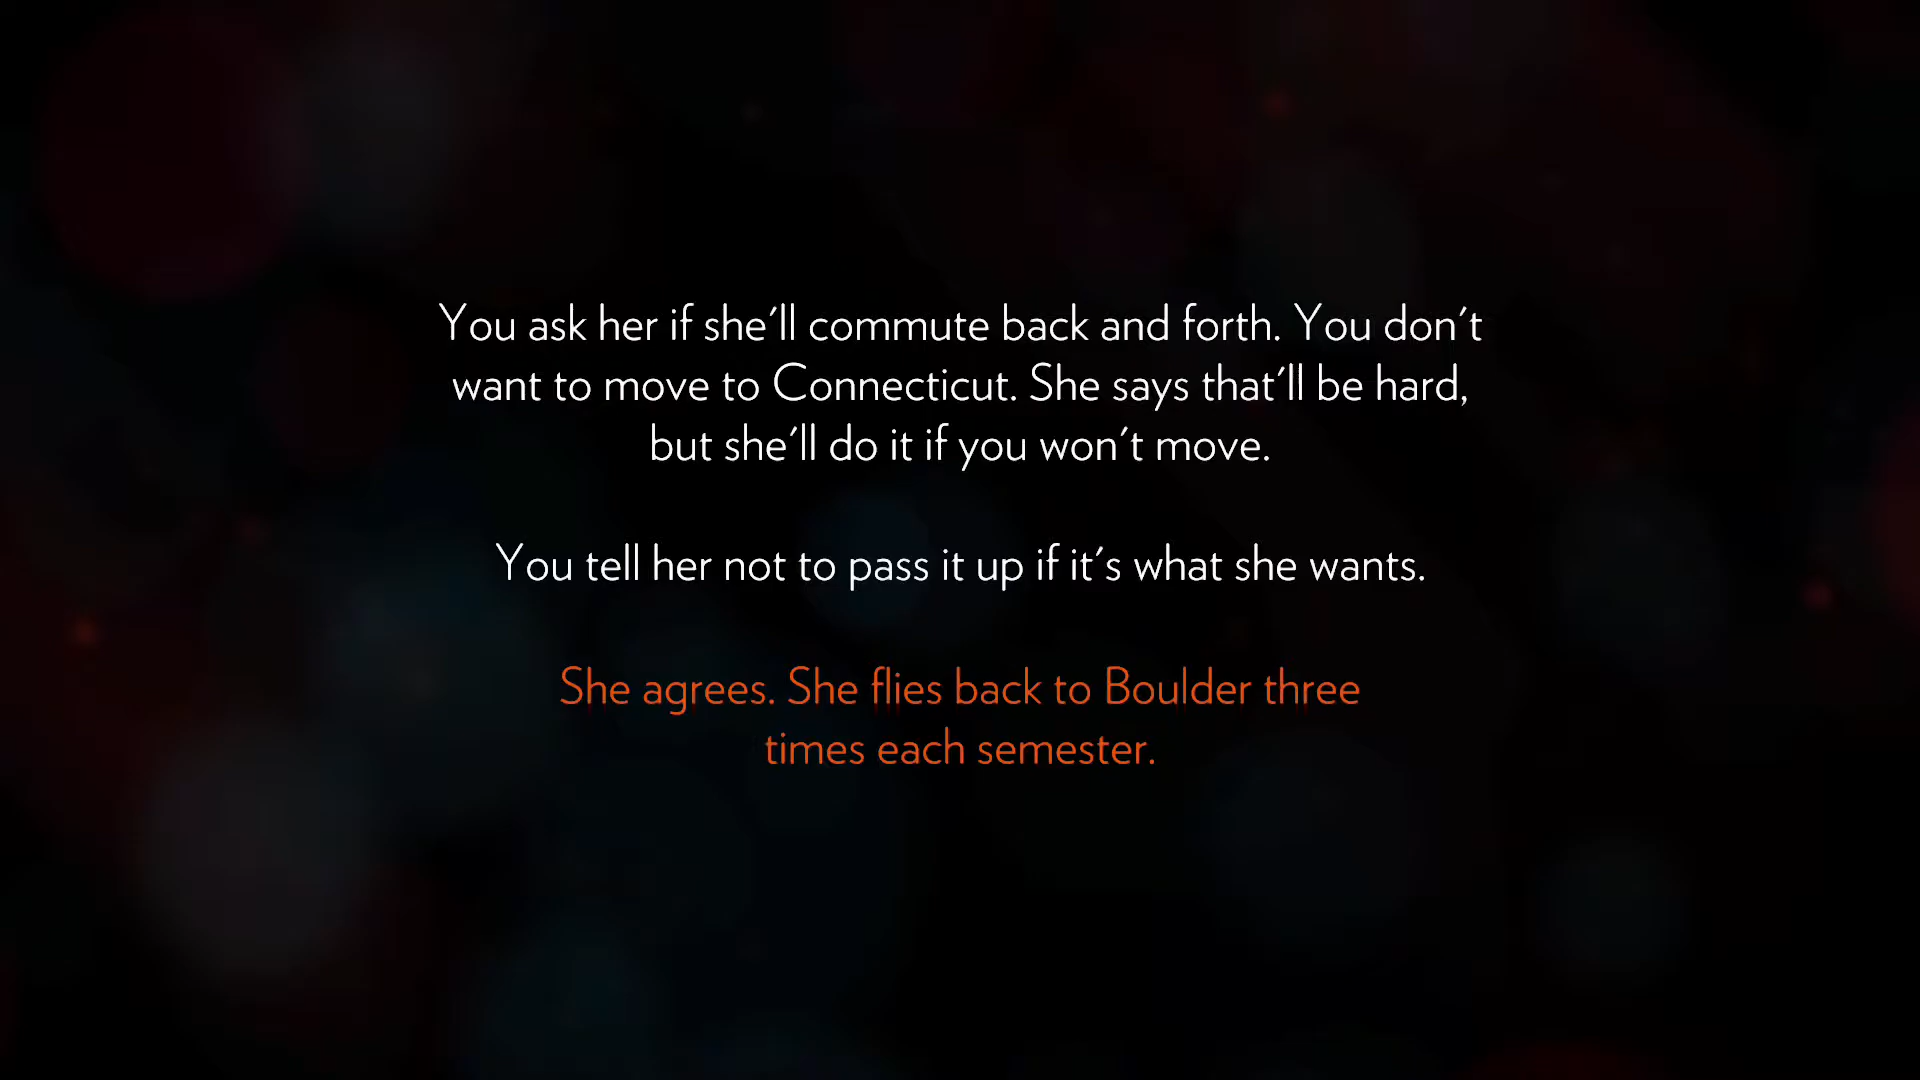 You ask her if she'll commute back and forth. You don't
want to move to Connecticut. She says that'll be hard,
but she'll do it if you won't move.
You tell her not to pass it up if it's what she wants.
She agrees. She flies back to Boulder three
times each semester.